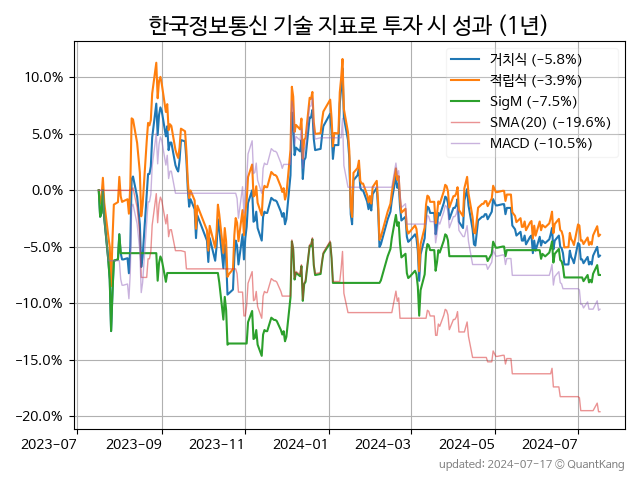 한국정보통신 기술 지표로 투자 시 성과 (1년)
거치식 (−5.8%)
적립식 (−3.9%)
SigM (−7.5%)
SMA(20) (−19.6%)
MACD (−10.5%)
10.0%
5.0%
0.0%
−5.0%
−10.0%
−15.0%
−20.0%
2023−07 2023−09 2023−11 2024−01 2024−03 2024−05 2024−07
updated: 2024-07-17 © QuantKang